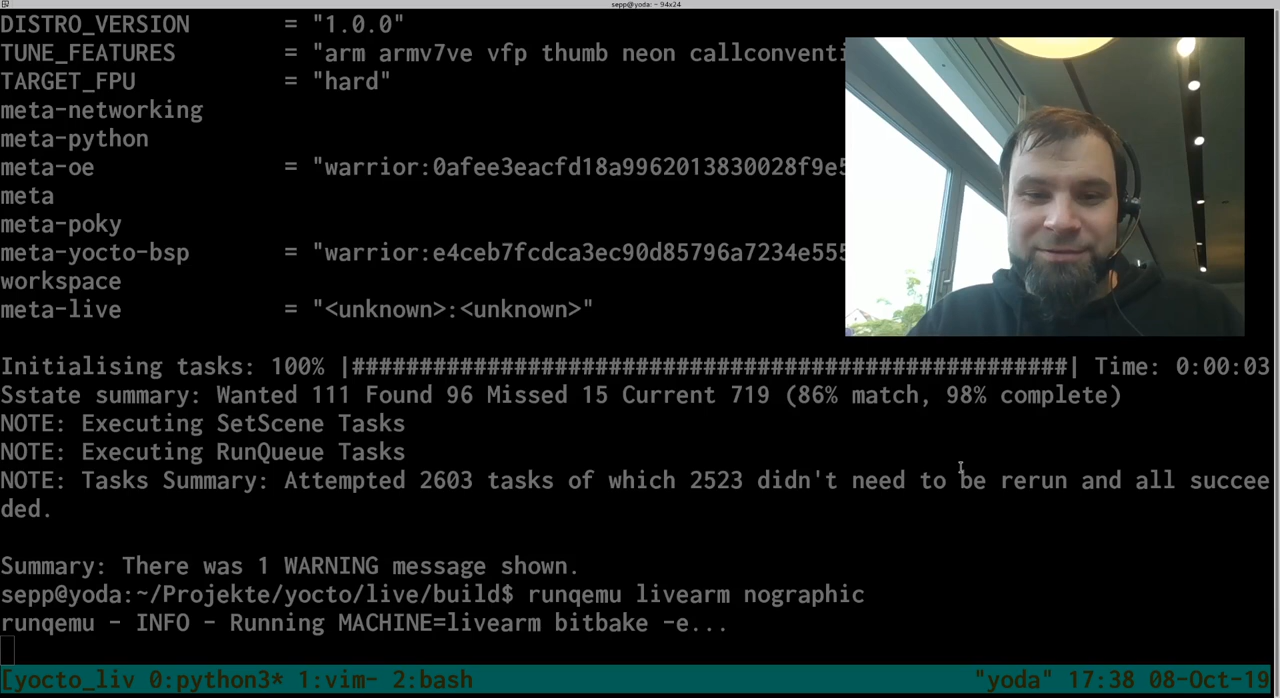 sepp@yoda: ~ 94x24
DISTRO_VERSION = "1.0.0"
TUNE_FEATURES = "arm armv7ve vfp thumb neon callconventi
TARGET_FPU = "hard"
meta-networking
meta-python
meta-oe = "warrior:0afee3eacfd18a9962013830028f9e5
meta
meta-poky
meta-yocto-bsp = "warrior:e4ceb7fcdca3ec90d85796a7234e555
workspace
meta-live = "<unknown>:<unknown>"
Initialising tasks: 100% |#####################################################| Time: 0:00:03
Sstate summary: Wanted 111 Found 96 Missed 15 Current 719 (86% match, 98% complete)
NOTE: Executing SetScene Tasks
NOTE: Executing RunQueue Tasks
NOTE: Tasks Summary: Attempted 2603 tasks of which 2523 didn't need to be rerun and all succee
ded.
Summary: There was 1 WARNING message shown.
sepp@yoda:~/Projekte/yocto/live/build$ runqemu livearm nographic
runqemu - INFO - Running MACHINE=livearm bitbake -e...
[yocto_liv 0:python3* 1:vim- 2:bash "yoda" 17:38 08-Oct-19